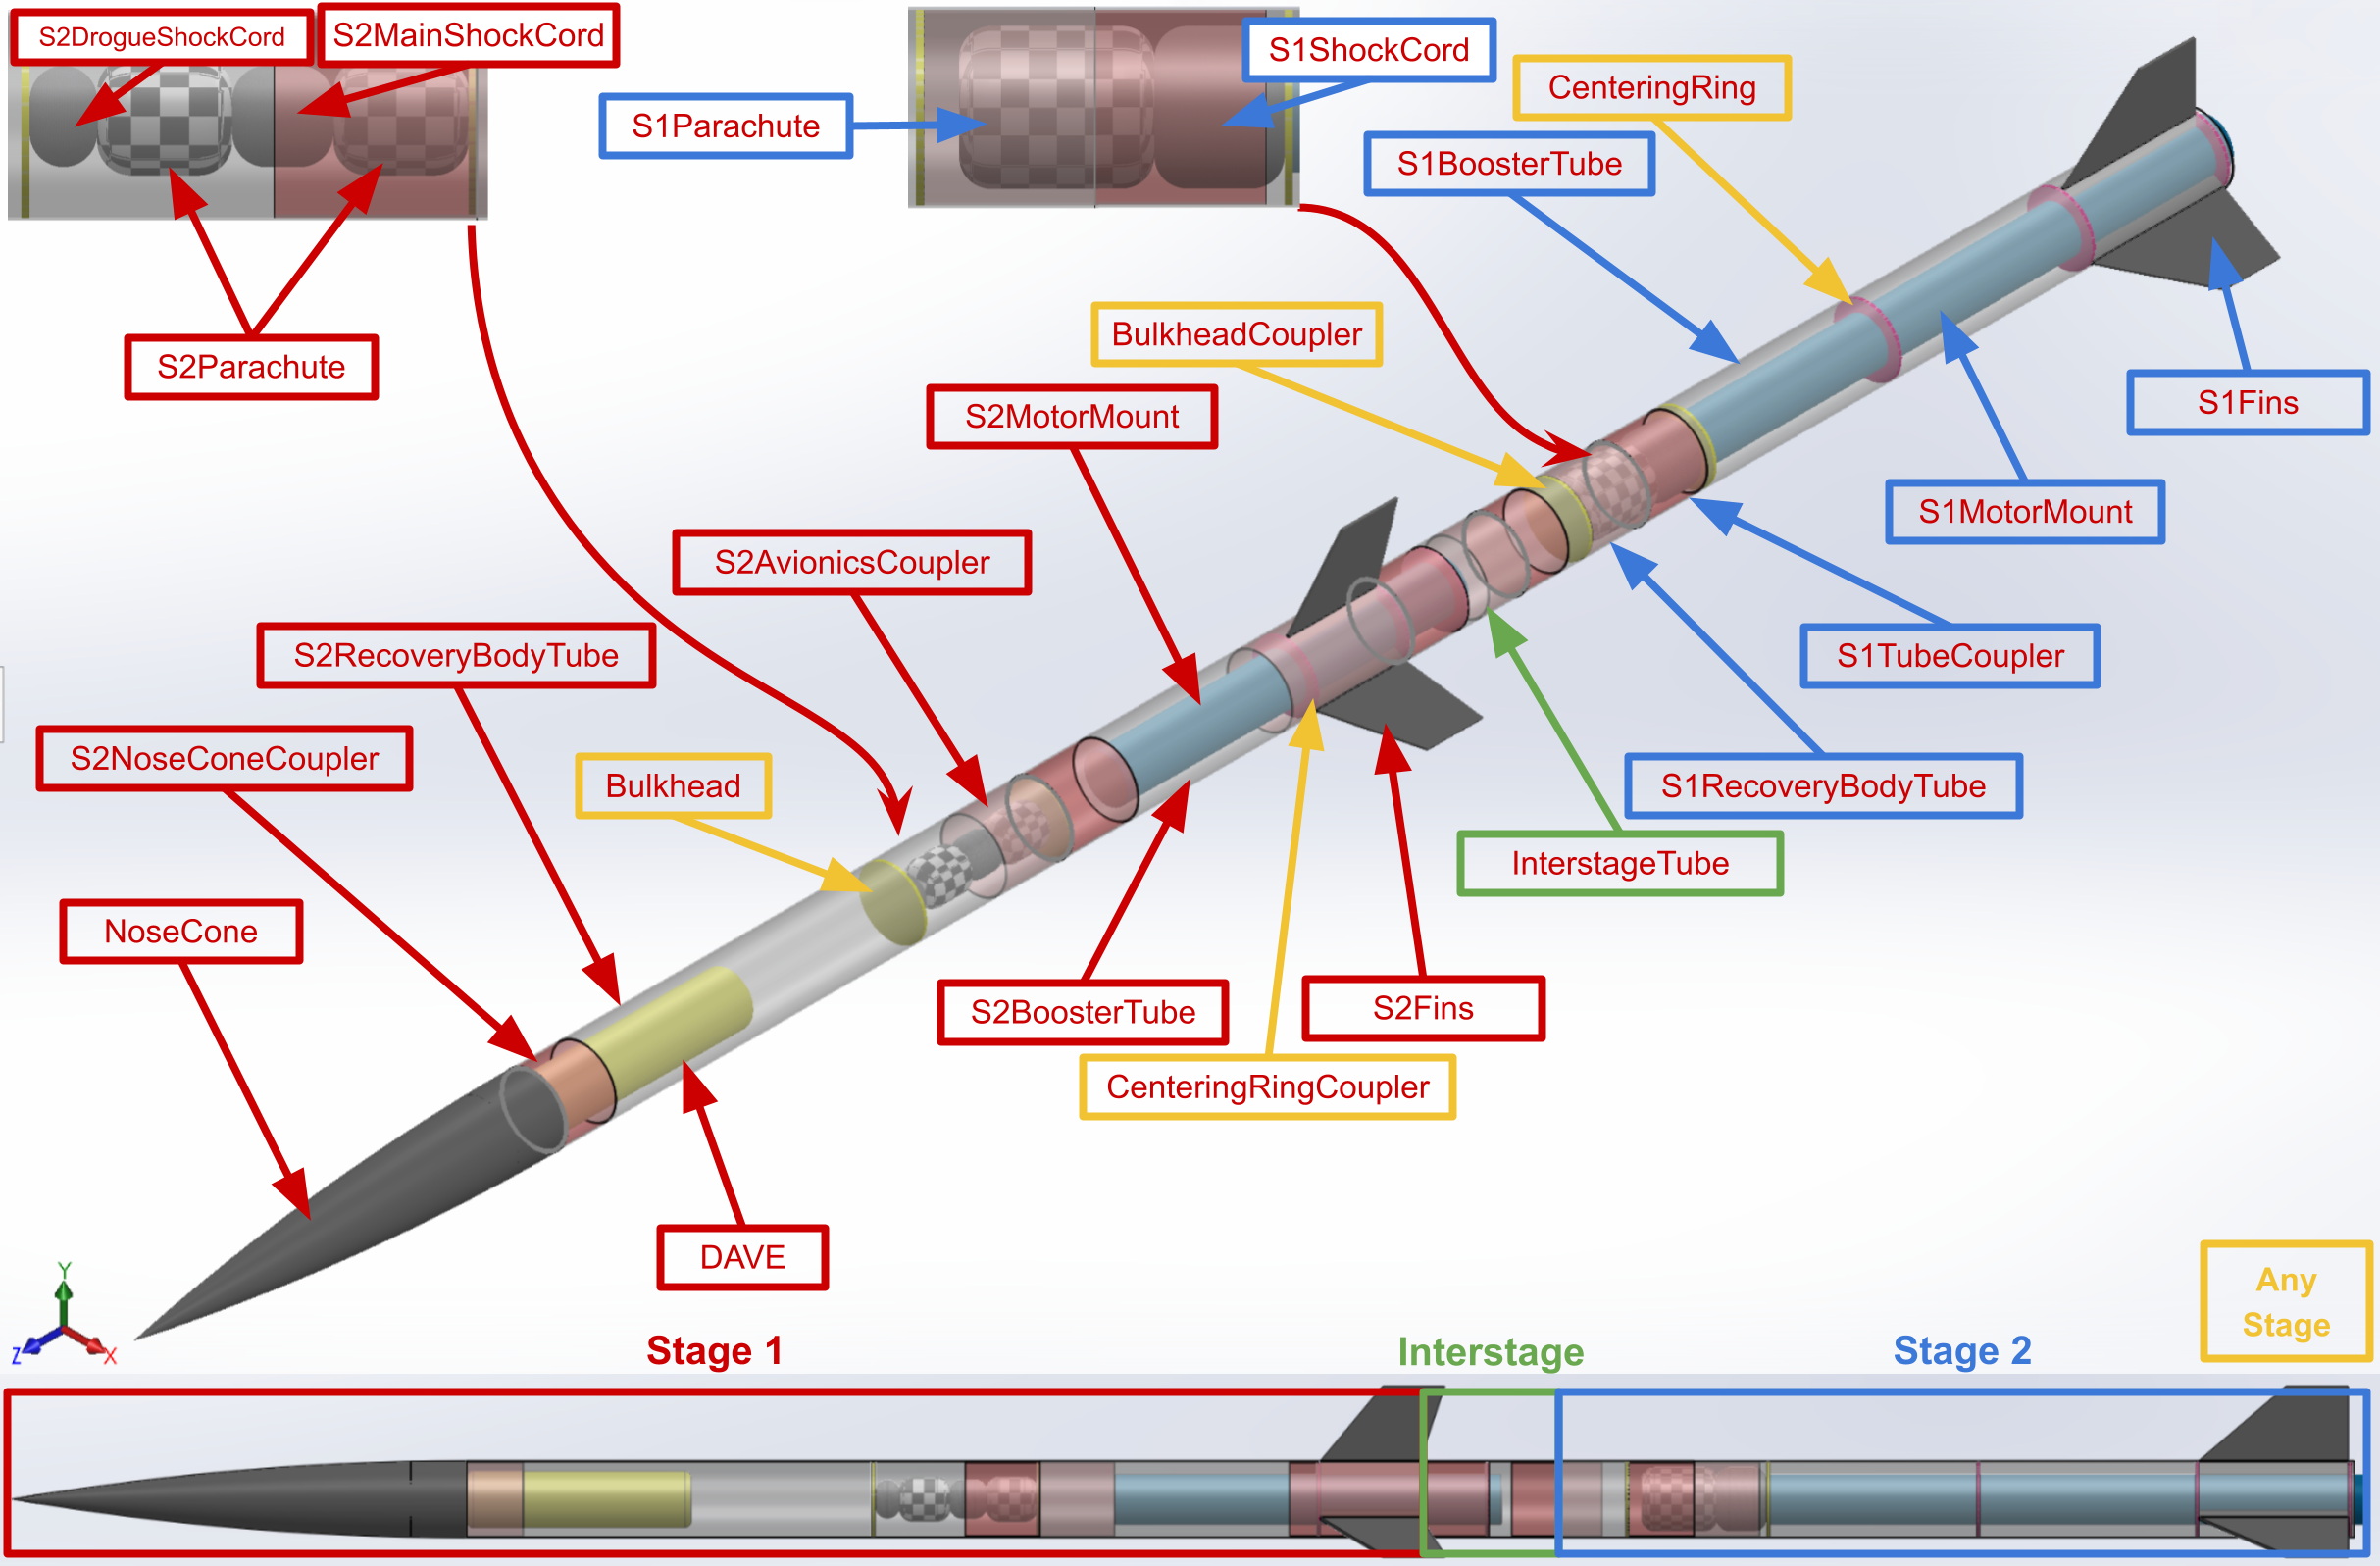 S2DrogueShockCord
S2MainShockCord
S1ShockCord
S1Parachute
CenteringRing
S1BoosterTube
S2Parachute
BulkheadCoupler
S2MotorMount
S1Fins
S1MotorMount
S2AvionicsCoupler
S2RecoveryBodyTube
S1TubeCoupler
S2NoseConeCoupler
Bulkhead
S1RecoveryBodyTube
InterstageTube
NoseCone
S2BoosterTube
S2Fins
CenteringRingCoupler
DAVE
Y
Z
X
Any
Stage
Stage 1
Interstage
Stage 2